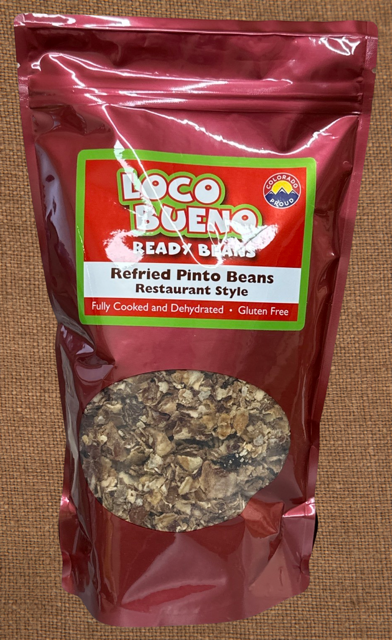 LOCO
BUENO
READY BEANS
COLORADO
PROUD
Refried Pinto Beans
Restaurant Style
Fully Cooked and Dehydrated • Gluten Free